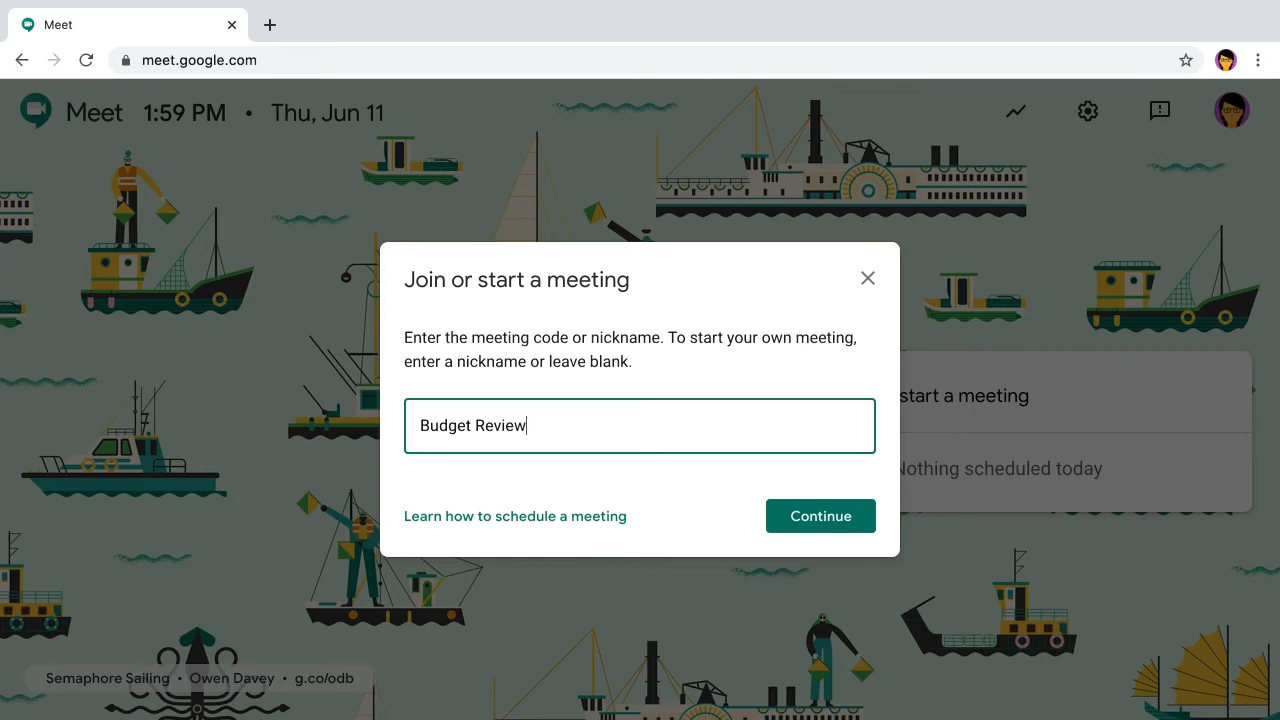 Meet
meet.google.com
Meet 1:59 PM • Thu, Jun 11
Join or start a meeting
Enter the meeting code or nickname. To start your own meeting,
enter a nickname or leave blank.
start a meeting
Budget Review
Nothing scheduled today
Learn how to schedule a meeting
Continue
Semaphore Sailing • Owen Davey • g.co/odb